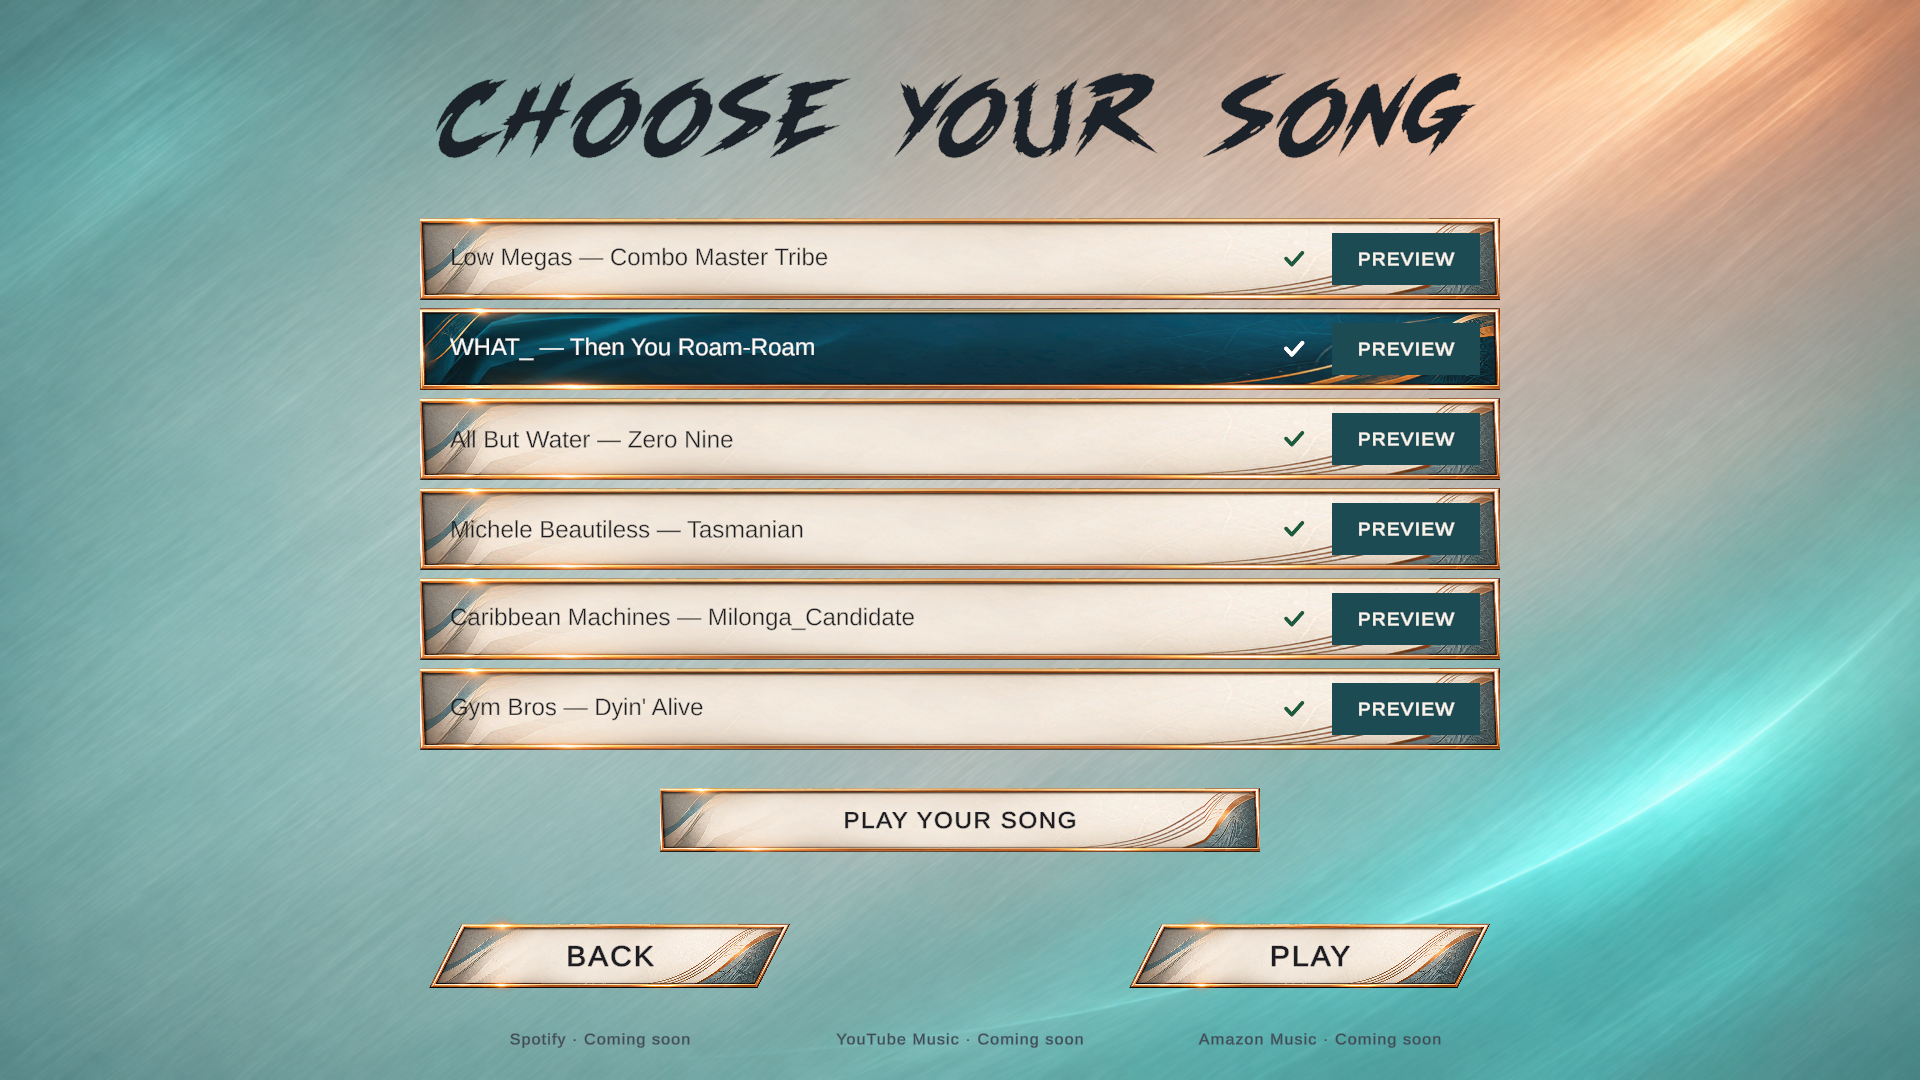 CHOOSE YOUR SONG
Low Megas — Combo Master Tribe ✓ PREVIEW
WHAT_ — Then You Roam-Roam ✓ PREVIEW
All But Water — Zero Nine ✓ PREVIEW
Michele Beautiless — Tasmanian ✓ PREVIEW
Caribbean Machines — Milonga_Candidate ✓ PREVIEW
Gym Bros — Dyin' Alive ✓ PREVIEW
PLAY YOUR SONG
BACK PLAY
Spotify · Coming soon YouTube Music · Coming soon Amazon Music · Coming soon